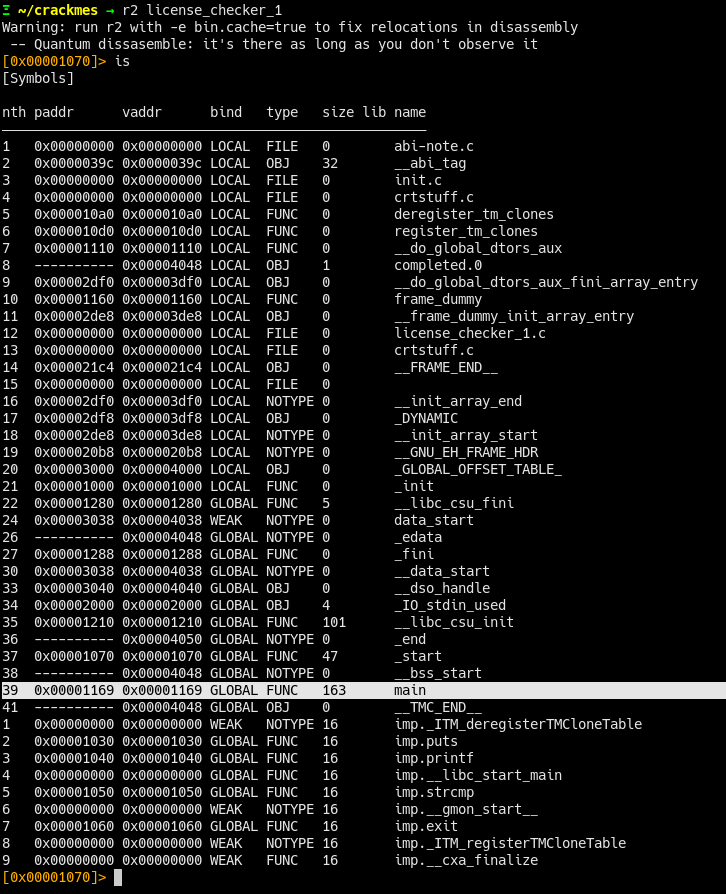 ~/crackmes → r2 license_checker_1
Warning: run r2 with -e bin.cache=true to fix relocations in disassembly
 -- Quantum dissasemble: it's there as long as you don't observe it
[0x00001070]> is
[Symbols]

nth paddr      vaddr      bind   type   size lib name
1   0x00000000 0x00000000 LOCAL  FILE   0        abi-note.c
2   0x0000039c 0x0000039c LOCAL  OBJ    32       __abi_tag
3   0x00000000 0x00000000 LOCAL  FILE   0        init.c
4   0x00000000 0x00000000 LOCAL  FILE   0        crtstuff.c
5   0x000010a0 0x000010a0 LOCAL  FUNC   0        deregister_tm_clones
6   0x000010d0 0x000010d0 LOCAL  FUNC   0        register_tm_clones
7   0x00001110 0x00001110 LOCAL  FUNC   0        __do_global_dtors_aux
8   ---------- 0x00004048 LOCAL  OBJ    1        completed.0
9   0x00002df0 0x00003df0 LOCAL  OBJ    0        __do_global_dtors_aux_fini_array_entry
10  0x00001160 0x00001160 LOCAL  FUNC   0        frame_dummy
11  0x00002de8 0x00003de8 LOCAL  OBJ    0        __frame_dummy_init_array_entry
12  0x00000000 0x00000000 LOCAL  FILE   0        license_checker_1.c
13  0x00000000 0x00000000 LOCAL  FILE   0        crtstuff.c
14  0x000021c4 0x000021c4 LOCAL  OBJ    0        __FRAME_END__
15  0x00000000 0x00000000 LOCAL  FILE   0
16  0x00002df0 0x00003df0 LOCAL  NOTYPE 0        __init_array_end
17  0x00002df8 0x00003df8 LOCAL  OBJ    0        _DYNAMIC
18  0x00002de8 0x00003de8 LOCAL  NOTYPE 0        __init_array_start
19  0x000020b8 0x000020b8 LOCAL  NOTYPE 0        __GNU_EH_FRAME_HDR
20  0x00003000 0x00004000 LOCAL  OBJ    0        _GLOBAL_OFFSET_TABLE_
21  0x00001000 0x00001000 LOCAL  FUNC   0        _init
22  0x00001280 0x00001280 GLOBAL FUNC   5        __libc_csu_fini
24  0x00003038 0x00004038 WEAK   NOTYPE 0        data_start
26  ---------- 0x00004048 GLOBAL NOTYPE 0        _edata
27  0x00001288 0x00001288 GLOBAL FUNC   0        _fini
30  0x00003038 0x00004038 GLOBAL NOTYPE 0        __data_start
33  0x00003040 0x00004040 GLOBAL OBJ    0        __dso_handle
34  0x00002000 0x00002000 GLOBAL OBJ    4        _IO_stdin_used
35  0x00001210 0x00001210 GLOBAL FUNC   101      __libc_csu_init
36  ---------- 0x00004050 GLOBAL NOTYPE 0        _end
37  0x00001070 0x00001070 GLOBAL FUNC   47       _start
38  ---------- 0x00004048 GLOBAL NOTYPE 0        __bss_start
39  0x00001169 0x00001169 GLOBAL FUNC   163      main
41  ---------- 0x00004048 GLOBAL OBJ    0        __TMC_END__
1   0x00000000 0x00000000 WEAK   NOTYPE 16       imp._ITM_deregisterTMCloneTable
2   0x00001030 0x00001030 GLOBAL FUNC   16       imp.puts
3   0x00001040 0x00001040 GLOBAL FUNC   16       imp.printf
4   0x00000000 0x00000000 GLOBAL FUNC   16       imp.__libc_start_main
5   0x00001050 0x00001050 GLOBAL FUNC   16       imp.strcmp
6   0x00000000 0x00000000 WEAK   NOTYPE 16       imp.__gmon_start__
7   0x00001060 0x00001060 GLOBAL FUNC   16       imp.exit
8   0x00000000 0x00000000 WEAK   NOTYPE 16       imp._ITM_registerTMCloneTable
9   0x00000000 0x00000000 WEAK   FUNC   16       imp.__cxa_finalize
[0x00001070]>